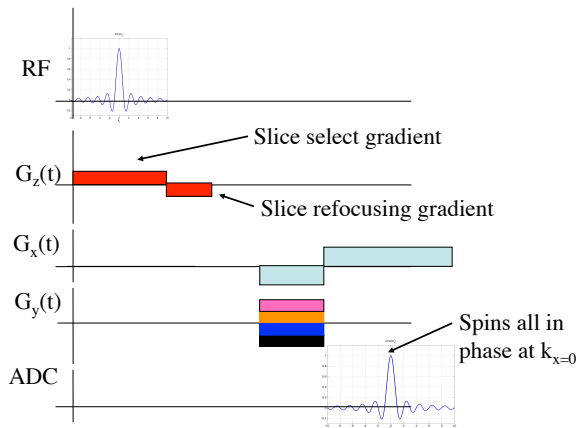 RF
Slice select gradient
G_z(t)
Slice refocusing gradient
G_x(t)
G_y(t)
Spins all in
phase at k_x=0
ADC